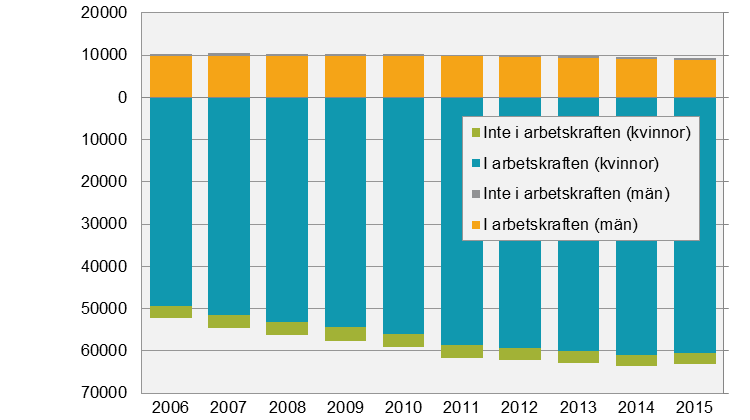 20000
10000
0
10000
20000
30000
40000
50000
60000
70000
Inte i arbetskraften (kvinnor)
I arbetskraften (kvinnor)
Inte i arbetskraften (män)
I arbetskraften (män)
2006 2007 2008 2009 2010 2011 2012 2013 2014 2015